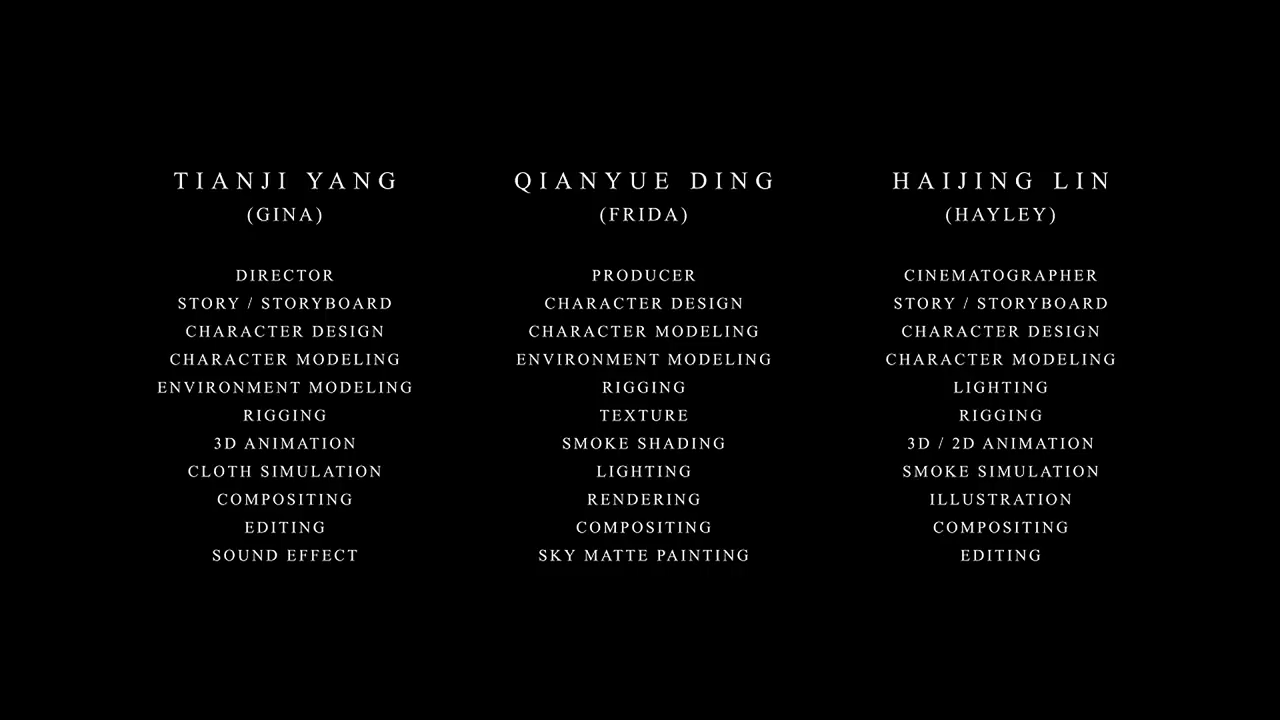 TIANJI YANG
(GINA)
DIRECTOR
STORY / STORYBOARD
CHARACTER DESIGN
CHARACTER MODELING
ENVIRONMENT MODELING
RIGGING
3D ANIMATION
CLOTH SIMULATION
COMPOSITING
EDITING
SOUND EFFECT
QIANYUE DING
(FRIDA)
PRODUCER
CHARACTER DESIGN
CHARACTER MODELING
ENVIRONMENT MODELING
RIGGING
TEXTURE
SMOKE SHADING
LIGHTING
RENDERING
COMPOSITING
SKY MATTE PAINTING
HAIJING LIN
(HAYLEY)
CINEMATOGRAPHER
STORY / STORYBOARD
CHARACTER DESIGN
CHARACTER MODELING
LIGHTING
RIGGING
3D / 2D ANIMATION
SMOKE SIMULATION
ILLUSTRATION
COMPOSITING
EDITING